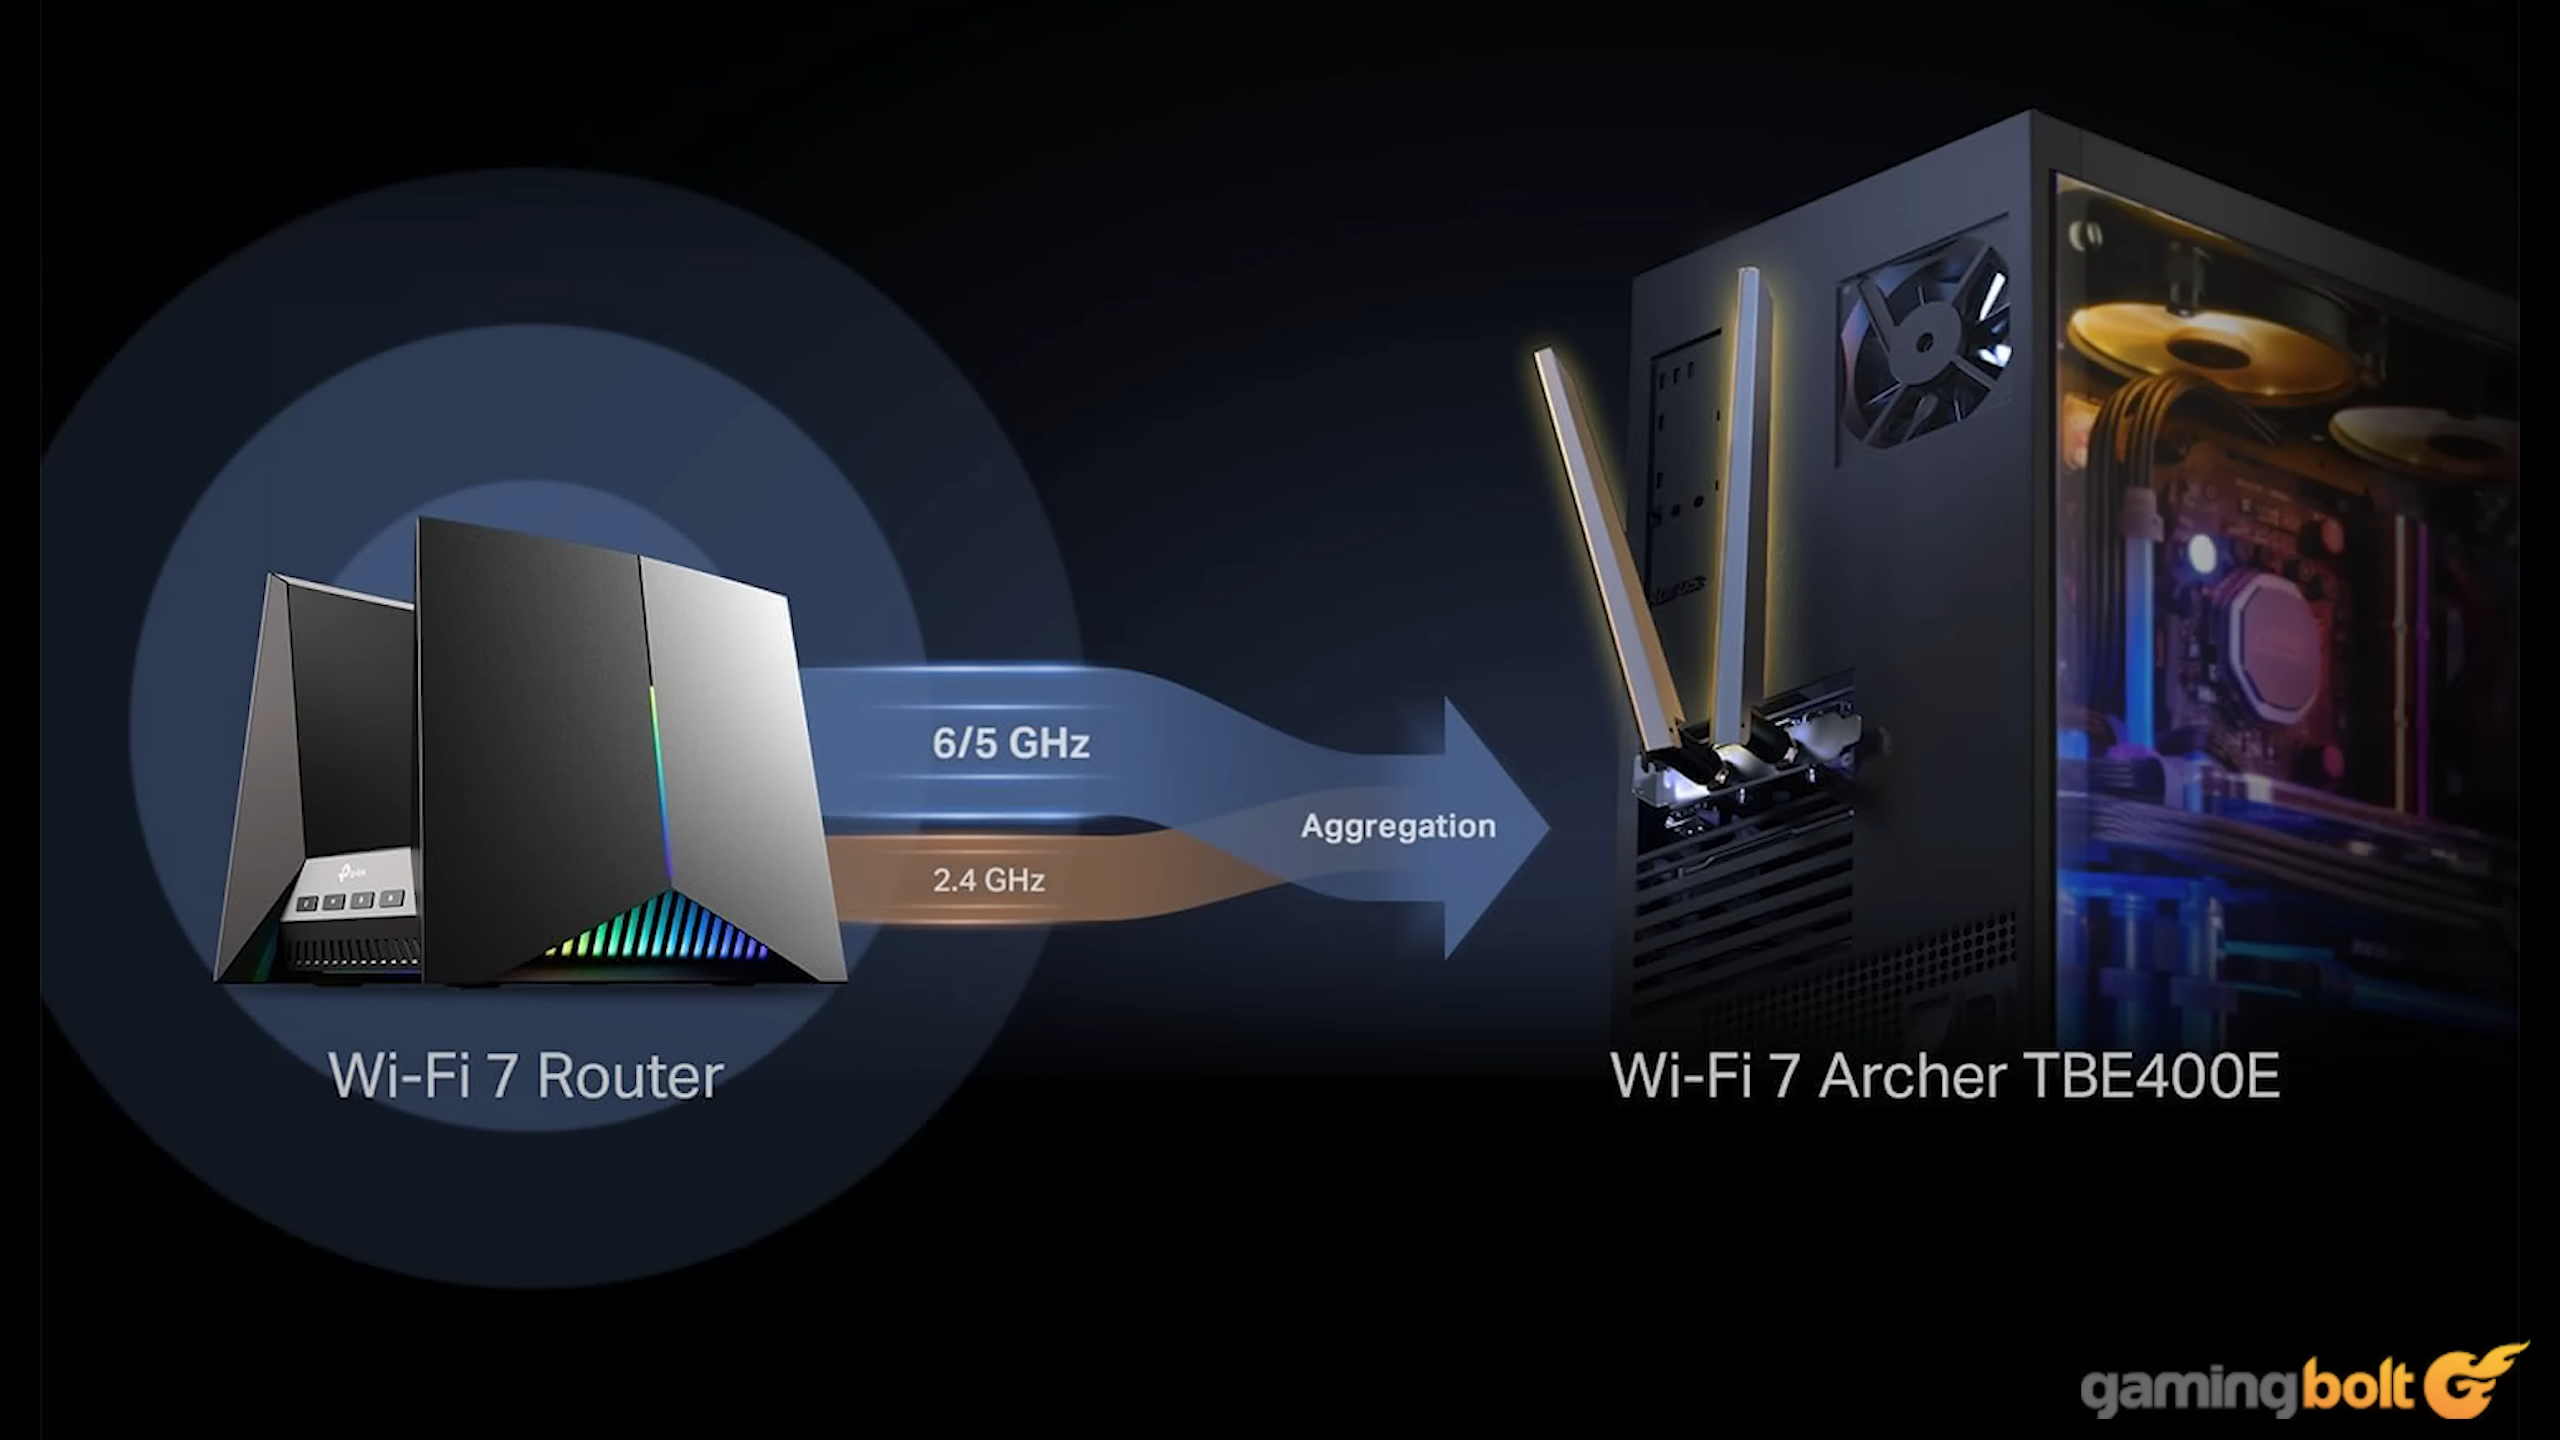 6/5 GHz
Aggregation
2.4 GHz
Wi-Fi 7 Router
Wi-Fi 7 Archer TBE400E
gamingbolt